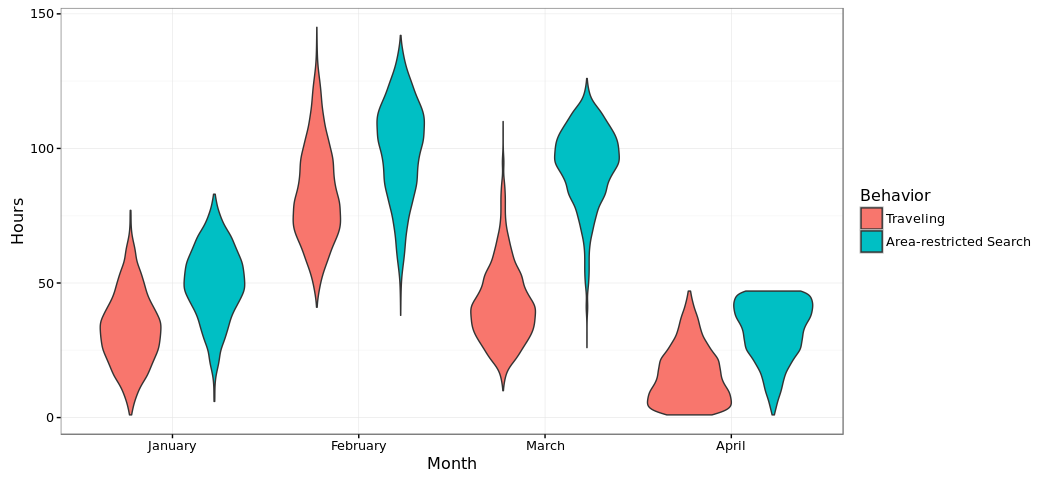 150
100
50
0
Hours
January
February
March
April
Month
Behavior
Traveling
Area-restricted Search